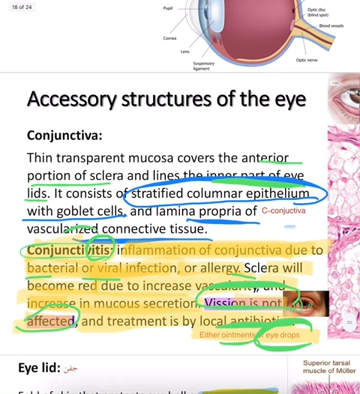 18 of 24
Pupil
Optic disc
(blind spot)
Blood vessels
Cornea
Lens
Suspensory
ligament
Optic nerve
Accessory structures of the eye
Conjunctiva:
Thin transparent mucosa covers the anterior
portion of sclera and lines the inner part of eye
lids. It consists of stratified columnar epithelium
with goblet cells, and lamina propria of C-conjuctiva
vascularized connective tissue.
Conjunctivitis: inflammation of conjunctiva due to
bacterial or viral infection, or allergy. Sclera will
become red due to increase vascularity, and
increase in mucous secretion. Vission is not
affected, and treatment is by local antibiotic
Either ointments or eye drops
Eye lid: جفن
Superior tarsal
muscle of Müller